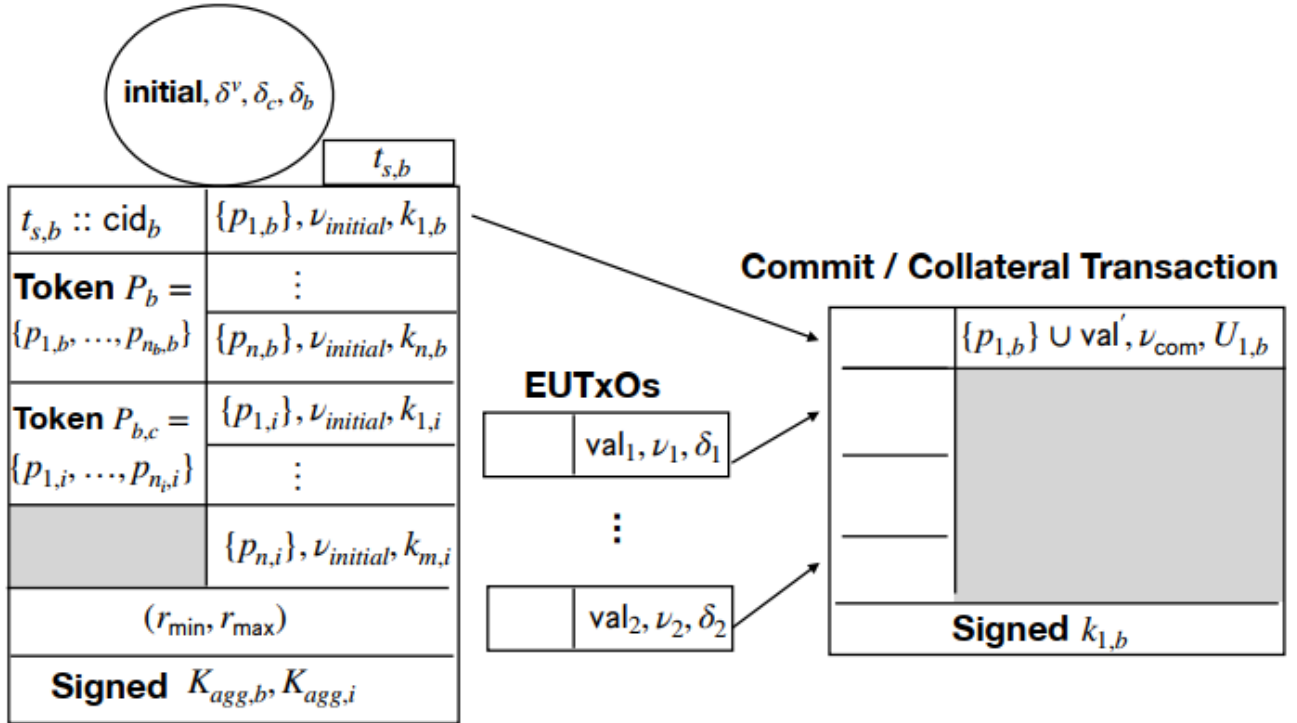 initial, δᵛ, δ_c, δ_b
t_{s,b}
t_{s,b} :: cid_b
{p_{1,b}}, ν_{initial}, k_{1,b}
Token P_b =
{p_{1,b}, …, p_{n_b,b}}
⋮
{p_{n,b}}, ν_{initial}, k_{n,b}
Token P_{b,c} =
{p_{1,i}, …, p_{n_i,i}}
{p_{1,i}}, ν_{initial}, k_{1,i}
⋮
{p_{n,i}}, ν_{initial}, k_{m,i}
(r_{min}, r_{max})
Signed K_{agg,b}, K_{agg,i}
EUTxOs
val_1, ν_1, δ_1
⋮
val_2, ν_2, δ_2
Commit / Collateral Transaction
{p_{1,b}} ∪ val′, ν_{com}, U_{1,b}
Signed k_{1,b}